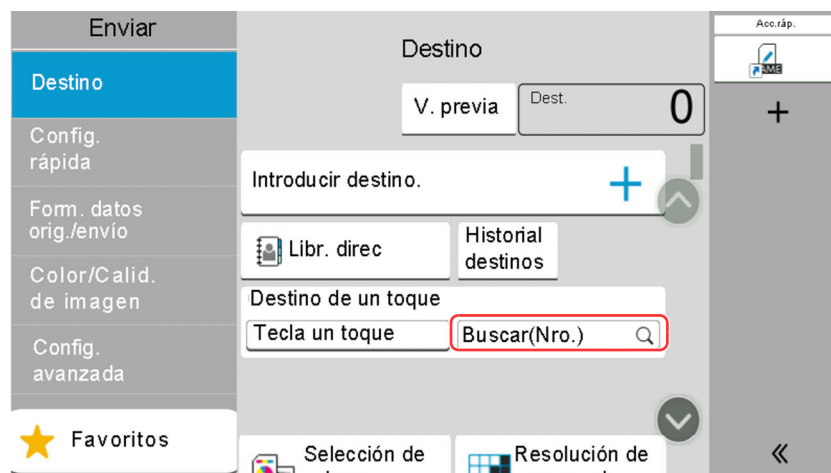 Enviar
Destino
Config.
rápida
Form. datos
orig./envío
Color/Calid.
de imagen
Config.
avanzada
Favoritos
Destino
V. previa
Dest.
0
Introducir destino.
Libr. direc
Historial
destinos
Destino de un toque
Tecla un toque
Buscar(Nro.)
Selección de
Resolución de
Acc.ráp.